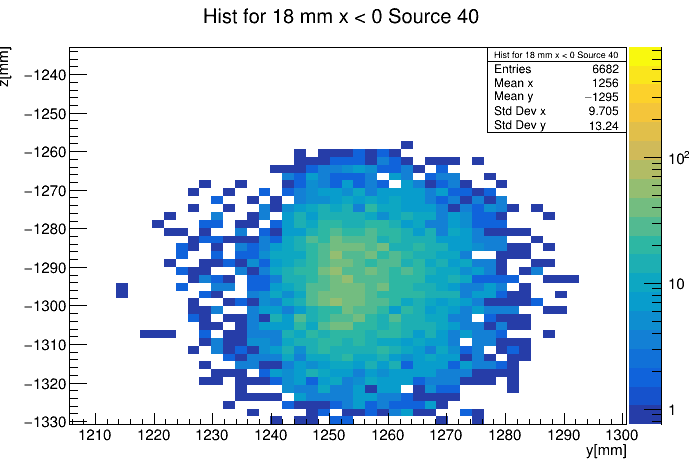 Hist for 18 mm x < 0 Source 40
z[mm]
Hist for 18 mm x < 0 Source 40
Entries 6682
Mean x 1256
Mean y −1295
Std Dev x 9.705
Std Dev y 13.24
−1240
−1250
−1260
−1270
−1280
−1290
−1300
−1310
−1320
−1330
10²
10
1
1210 1220 1230 1240 1250 1260 1270 1280 1290 1300
y[mm]